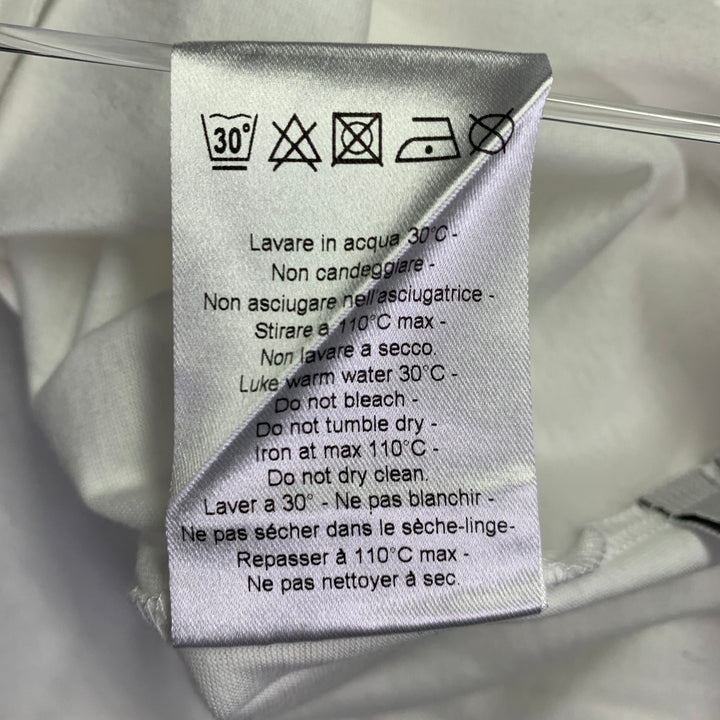 30°
Lavare in acqua 30°C -
Non candeggiare -
Non asciugare nell'asciugatrice -
Stirare a 110°C max -
Non lavare a secco.
Luke warm water 30°C -
Do not bleach -
Do not tumble dry -
Iron at max 110°C -
Do not dry clean.
Laver a 30° - Ne pas blanchir -
Ne pas sécher dans le sèche-linge-
Repasser à 110°C max -
Ne pas nettoyer à sec.